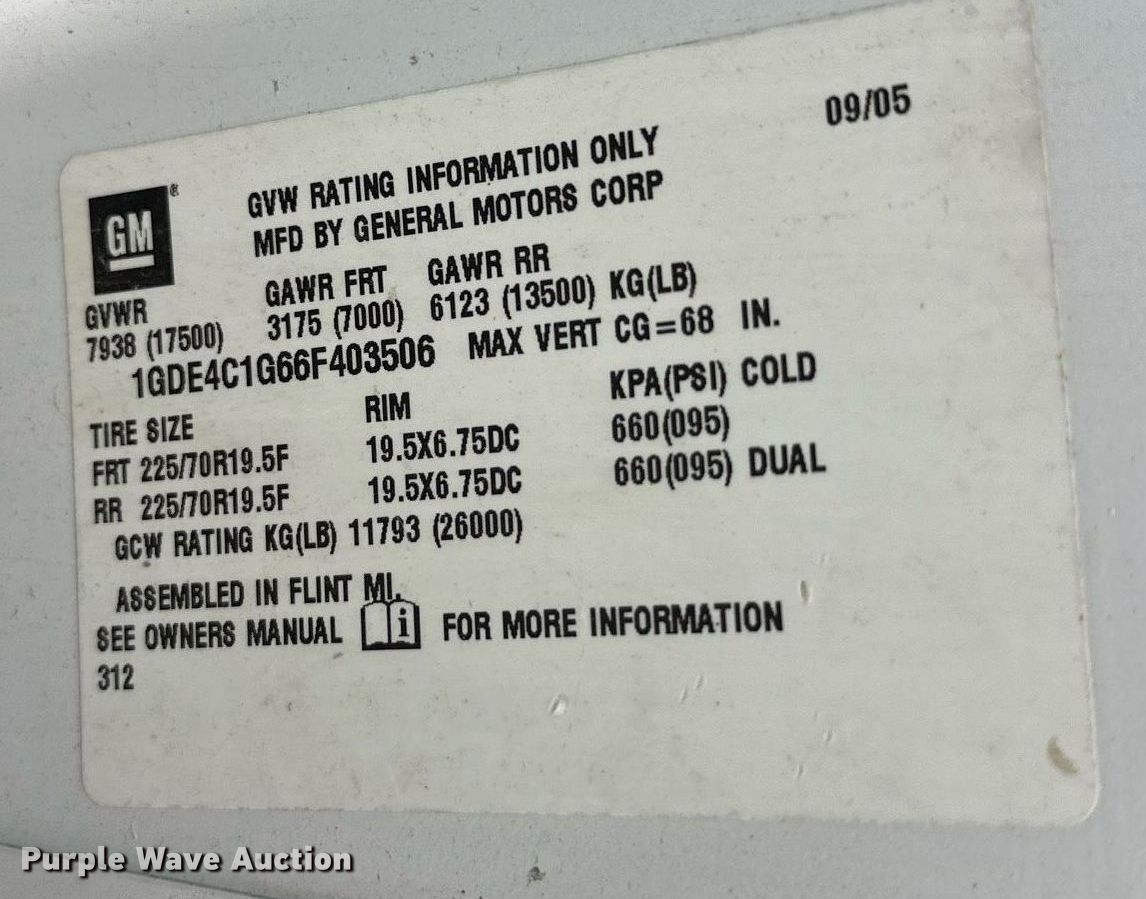 09/05
GM®
GVW RATING INFORMATION ONLY
MFD BY GENERAL MOTORS CORP
GVWR GAWR FRT GAWR RR
7938 (17500) 3175 (7000) 6123 (13500) KG(LB)
1GDE4C1G66F403506 MAX VERT CG=68 IN.
TIRE SIZE RIM KPA(PSI) COLD
FRT 225/70R19.5F 19.5X6.75DC 660(095)
RR 225/70R19.5F 19.5X6.75DC 660(095) DUAL
GCW RATING KG(LB) 11793 (26000)
ASSEMBLED IN FLINT MI.
SEE OWNERS MANUAL i FOR MORE INFORMATION
312
Purple Wave Auction